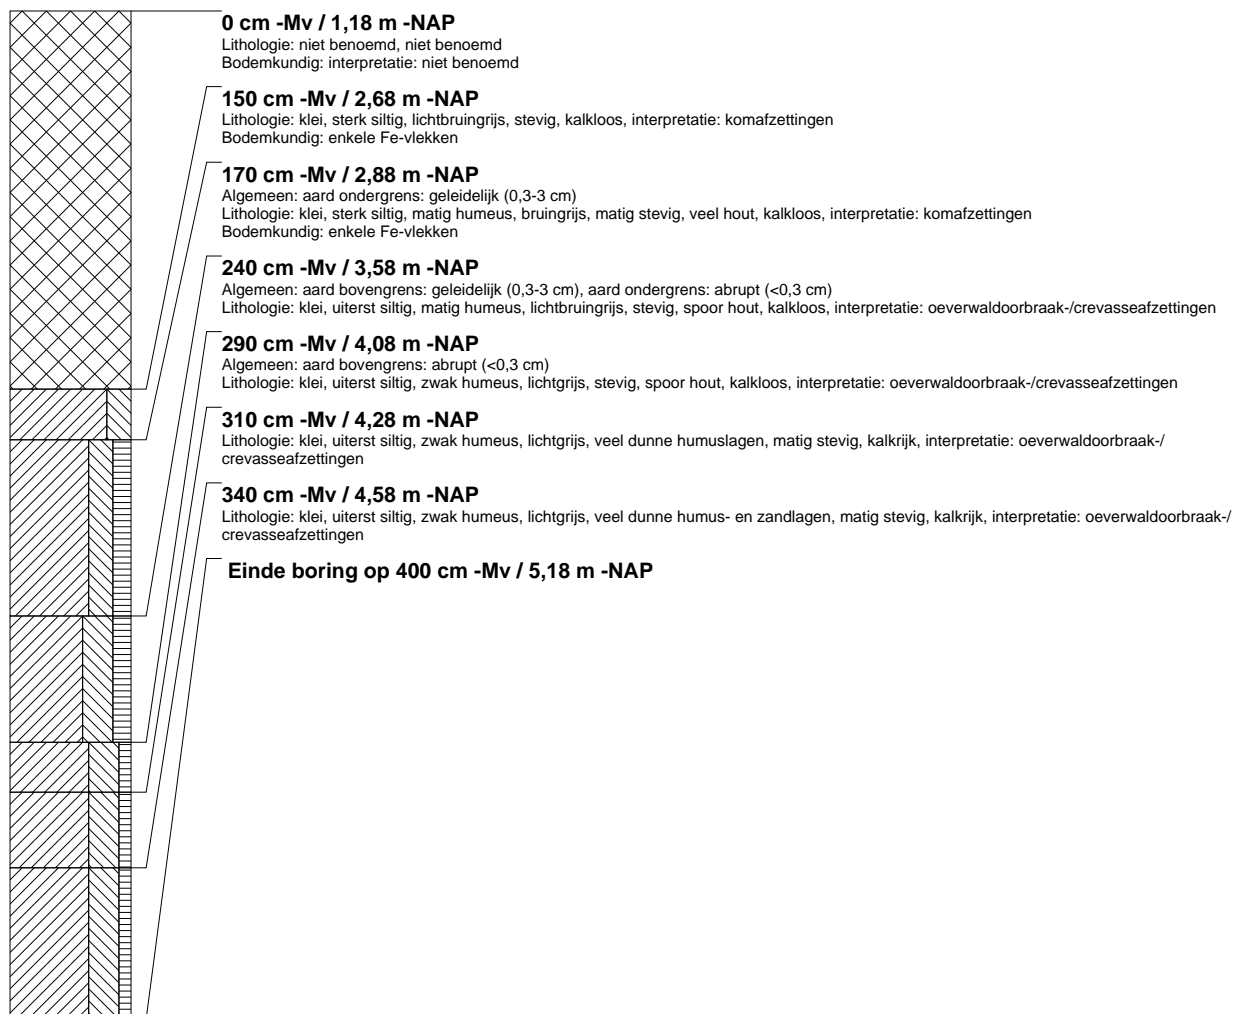 0 cm -Mv / 1,18 m -NAP
Lithologie: niet benoemd, niet benoemd
Bodemkundig: interpretatie: niet benoemd
150 cm -Mv / 2,68 m -NAP
Lithologie: klei, sterk siltig, lichtbruingrijs, stevig, kalkloos, interpretatie: komafzettingen
Bodemkundig: enkele Fe-vlekken
170 cm -Mv / 2,88 m -NAP
Algemeen: aard ondergrens: geleidelijk (0,3-3 cm)
Lithologie: klei, sterk siltig, matig humeus, bruingrijs, matig stevig, veel hout, kalkloos, interpretatie: komafzettingen
Bodemkundig: enkele Fe-vlekken
240 cm -Mv / 3,58 m -NAP
Algemeen: aard bovengrens: geleidelijk (0,3-3 cm), aard ondergrens: abrupt (<0,3 cm)
Lithologie: klei, uiterst siltig, matig humeus, lichtbruingrijs, stevig, spoor hout, kalkloos, interpretatie: oeverwaldoorbraak-/crevasseafzettingen
290 cm -Mv / 4,08 m -NAP
Algemeen: aard bovengrens: abrupt (<0,3 cm)
Lithologie: klei, uiterst siltig, zwak humeus, lichtgrijs, stevig, spoor hout, kalkloos, interpretatie: oeverwaldoorbraak-/crevasseafzettingen
310 cm -Mv / 4,28 m -NAP
Lithologie: klei, uiterst siltig, zwak humeus, lichtgrijs, veel dunne humuslagen, matig stevig, kalkrijk, interpretatie: oeverwaldoorbraak-/
crevasseafzettingen
340 cm -Mv / 4,58 m -NAP
Lithologie: klei, uiterst siltig, zwak humeus, lichtgrijs, veel dunne humus- en zandlagen, matig stevig, kalkrijk, interpretatie: oeverwaldoorbraak-/
crevasseafzettingen
Einde boring op 400 cm -Mv / 5,18 m -NAP